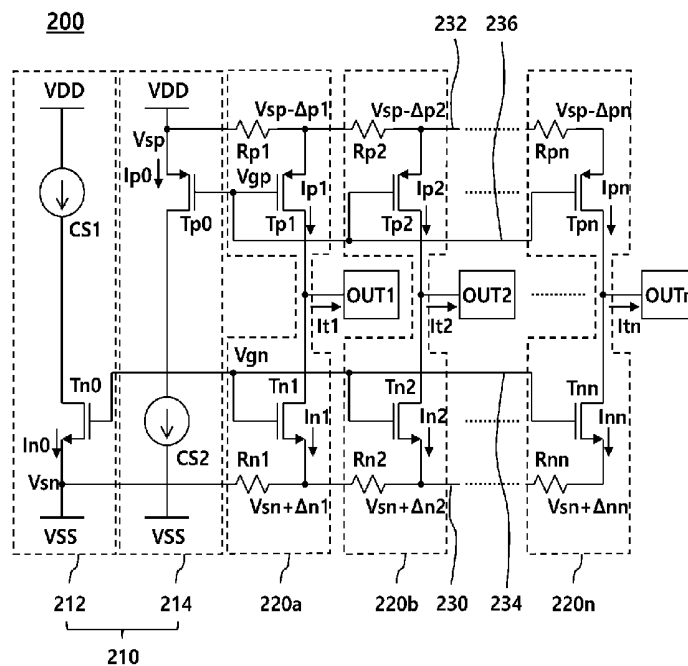 200
232 236
VDD VDD Vsp-Δp1 Vsp-Δp2 Vsp-Δpn
Vsp Rp1 Rp2 Rpn
Ip0 Vgp Ip1 Ip2 Ipn
CS1 Tp0 Tp1 Tp2 Tpn
OUT1 OUT2 OUTn
It1 It2 Itn
Vgn
Tn0 Tn1 Tn2 Tnn
In0 CS2 In1 In2 Inn
Vsn Rn1 Rn2 Rnn
VSS VSS Vsn+Δn1 Vsn+Δn2 Vsn+Δnn
212 214 220a 220b 230 234 220n
210